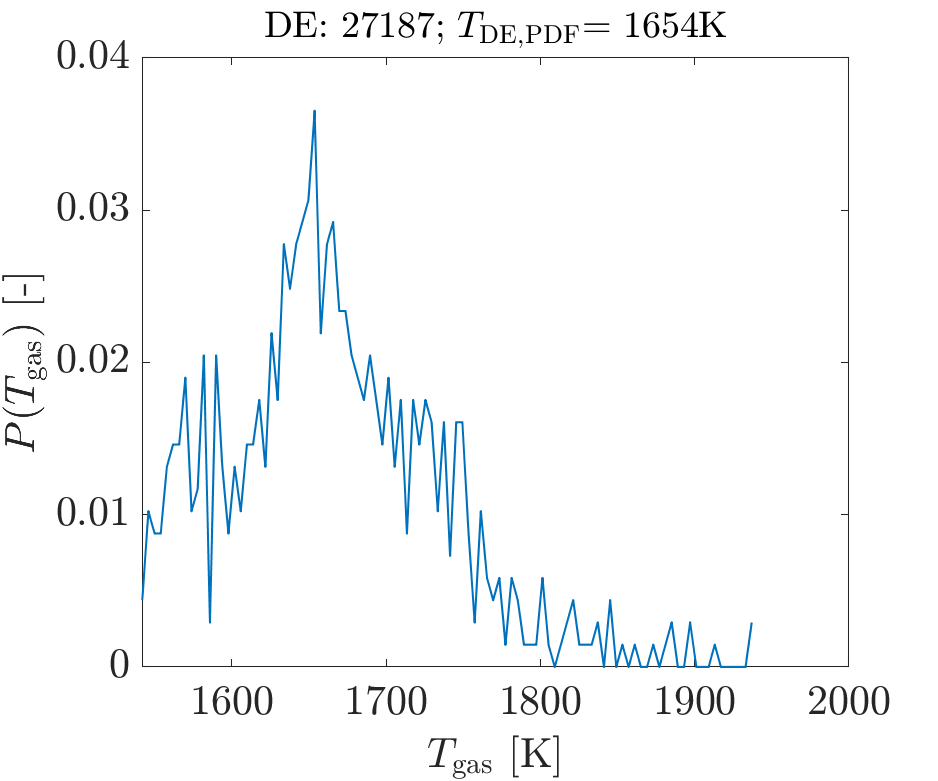 DE: 27187; T_DE,PDF= 1654K
0.04
0.03
0.02
0.01
0
P(T_gas) [-]
1600 1700 1800 1900 2000
T_gas [K]